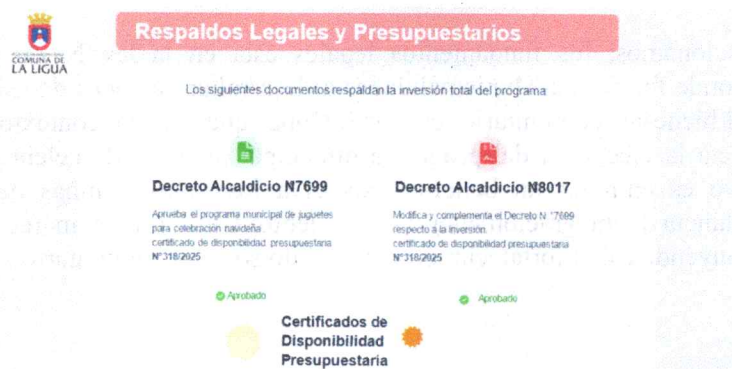 Respaldos Legales y Presupuestarios
COMUNA DE
LA LIGUA
Los siguientes documentos respaldan la inversión total del programa
Decreto Alcaldicio N7699
Aprueba el programa municipal de juguetes
para celebración navideña
certificado de disponibilidad presupuestaria
N°318/2025
Aprobado
Decreto Alcaldicio N8017
Modifica y complementa el Decreto N °7699
respecto a la inversión.
certificado de disponibilidad presupuestaria
N°318/2025
Aprobado
Certificados de
Disponibilidad
Presupuestaria